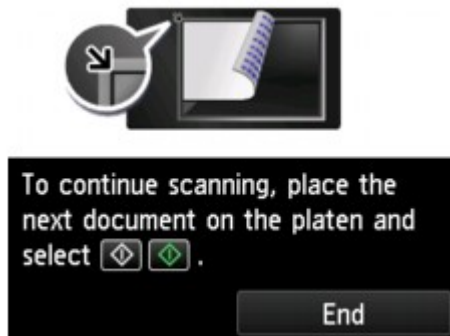 To continue scanning, place the
next document on the platen and
select .
End